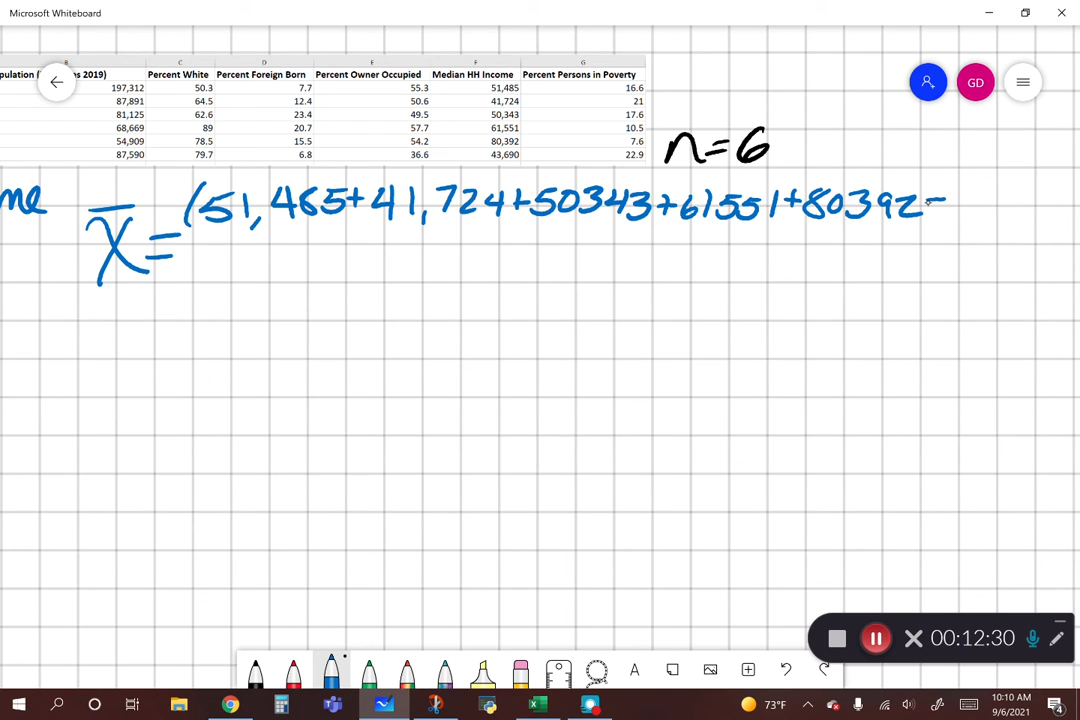 Microsoft Whiteboard
B C D E F G
pulation ( s 2019) Percent White Percent Foreign Born Percent Owner Occupied Median HH Income Percent Persons in Poverty
197,312 50.3 7.7 55.3 51,485 16.6
87,891 64.5 12.4 50.6 41,724 21
81,125 62.6 23.4 49.5 50,343 17.6
68,669 89 20.7 57.7 61,551 10.5
54,909 78.5 15.5 54.2 80,392 7.6
87,590 79.7 6.8 36.6 43,690 22.9
GD
n=6
me
x̄= (51,485+41,724+50343+61551+80392-
00:12:30
A
73°F
10:10 AM
9/6/2021
4